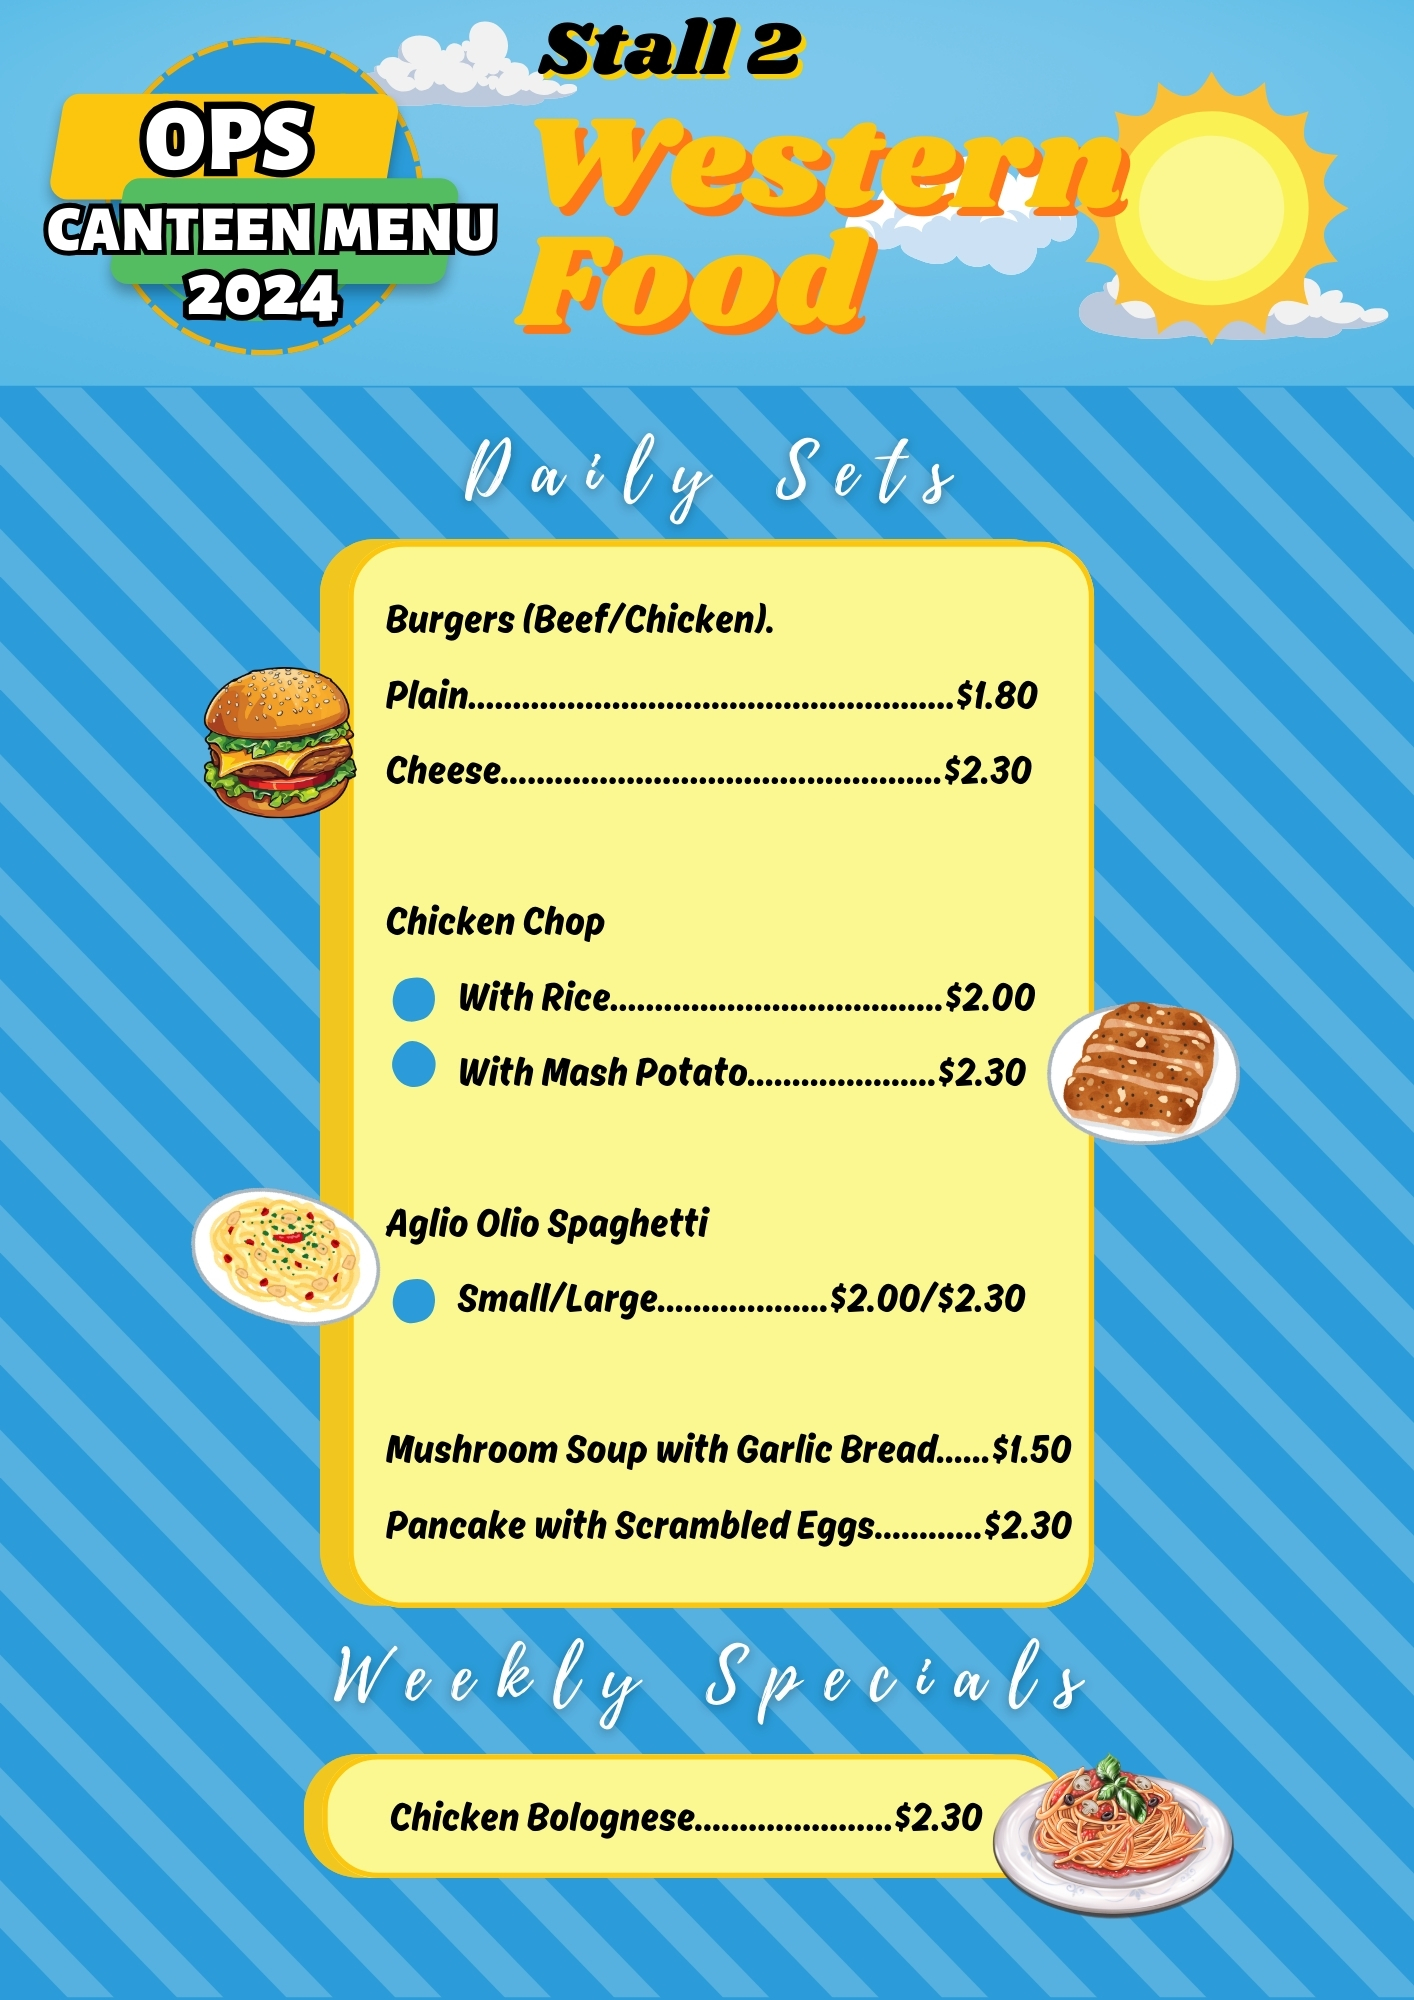 Stall 2
OPS
CANTEEN MENU
2024
Western
Food
Daily Sets
Burgers (Beef/Chicken).
Plain......................................................$1.80
Cheese.................................................$2.30
Chicken Chop
With Rice.....................................$2.00
With Mash Potato.....................$2.30
Aglio Olio Spaghetti
Small/Large...................$2.00/$2.30
Mushroom Soup with Garlic Bread......$1.50
Pancake with Scrambled Eggs............$2.30
Weekly Specials
Chicken Bolognese......................$2.30